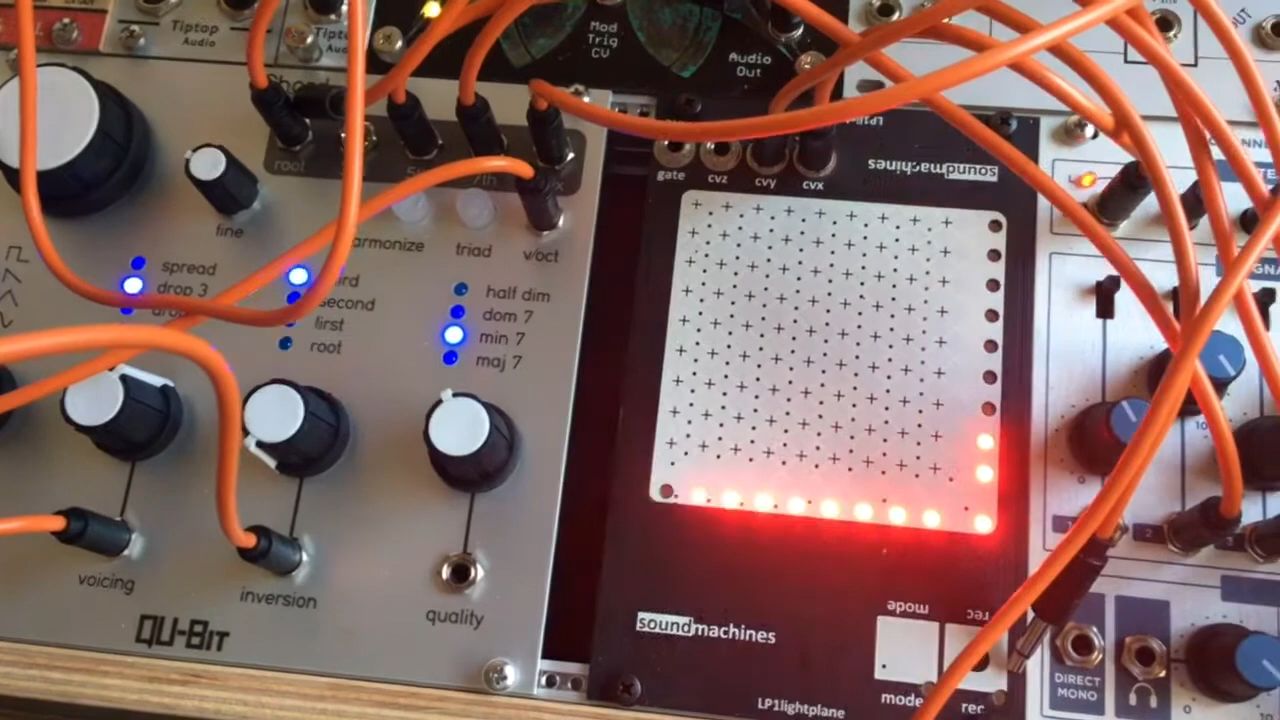 Tiptop
Audio
Mod
Trig
CV
Audio
Out
root
fine
triad
v/oct
spread
drop 3
second
first
root
half dim
dom 7
min 7
maj 7
voicing
inversion
quality
QU-BIT
gate
cvz
cvy
cvx
soundmachines
soundmachines
mode
rec
mode
rec
LP1lightplane
DIRECT
MONO
OUT